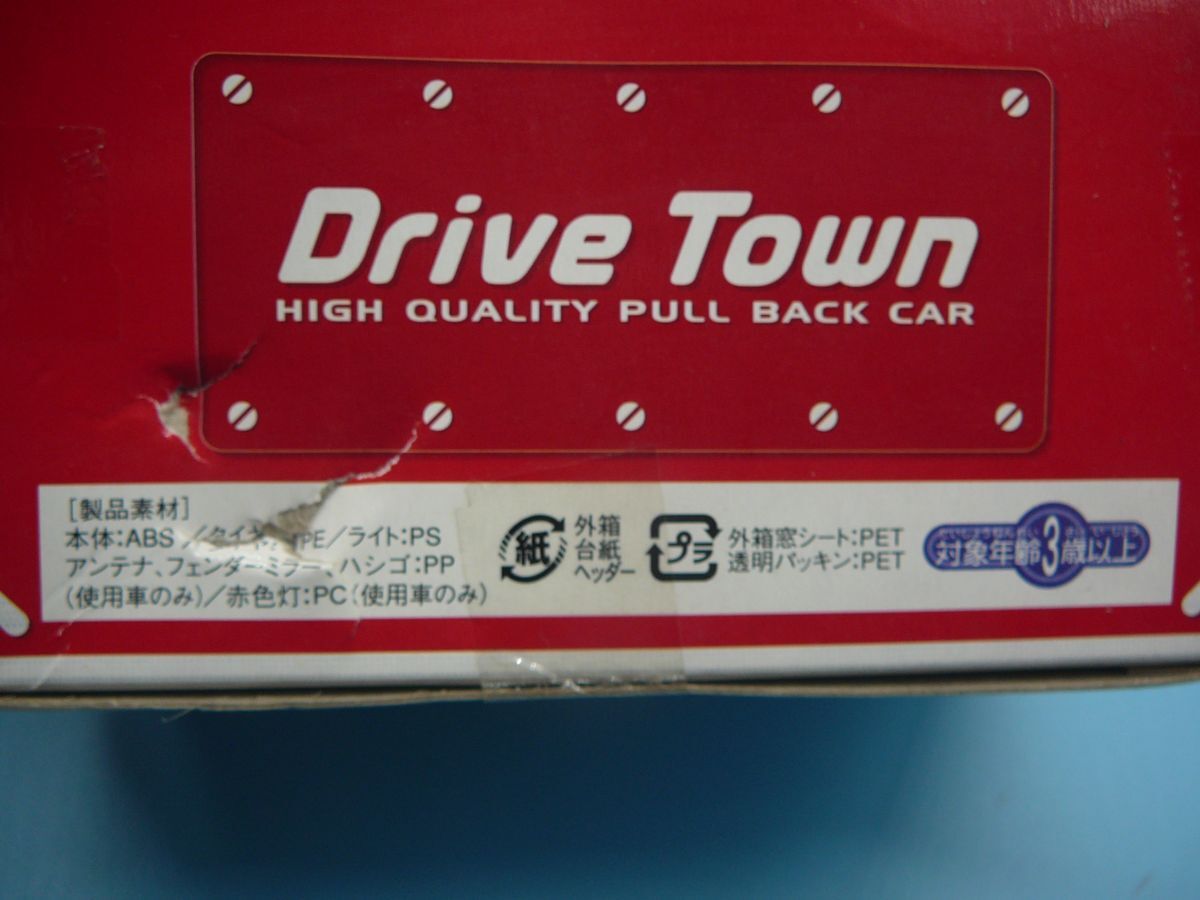 Drive Town
HIGH QUALITY PULL BACK CAR
[製品素材]
本体:ABS /タイヤ: TPE/ライト:PS
アンテナ、フェンダーミラー、ハシゴ:PP
(使用車のみ)/赤色灯:PC(使用車のみ)
紙
外箱
台紙
ヘッダー
プラ
外箱窓シート:PET
透明パッキン:PET
対象年齢3歳以上